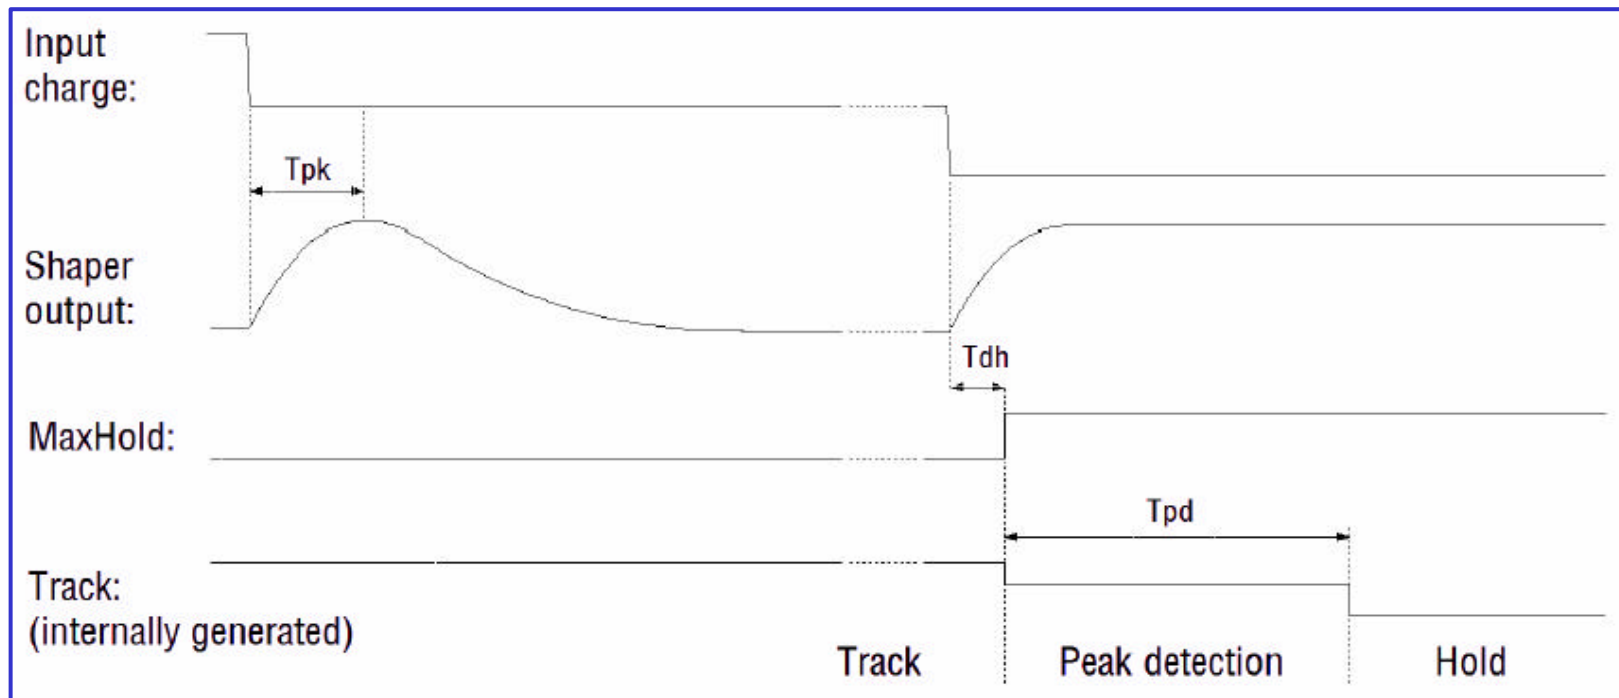 Input
charge:
Tpk
Shaper
output:
Tdh
MaxHold:
Tpd
Track:
(internally generated)
Track Peak detection Hold